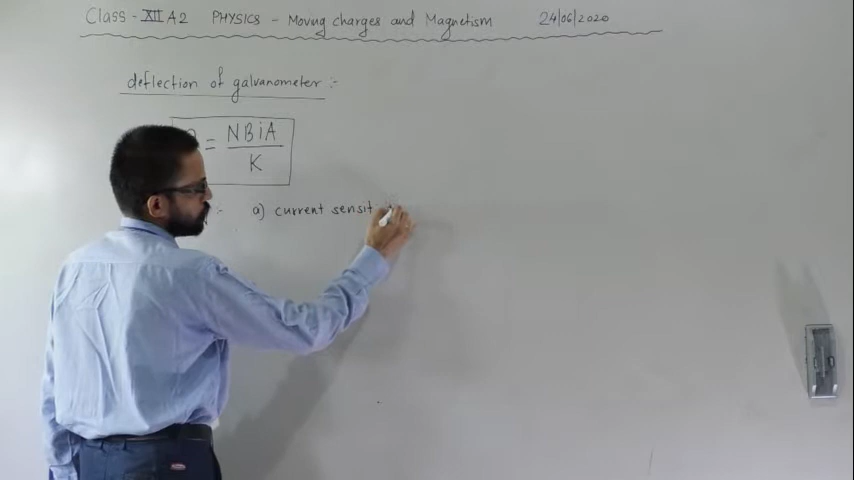 Class - XII A2 PHYSICS - Moving charges and Magnetism 24/06/2020
deflection of galvanometer :-
= NBiA
K
:- a) current sensit